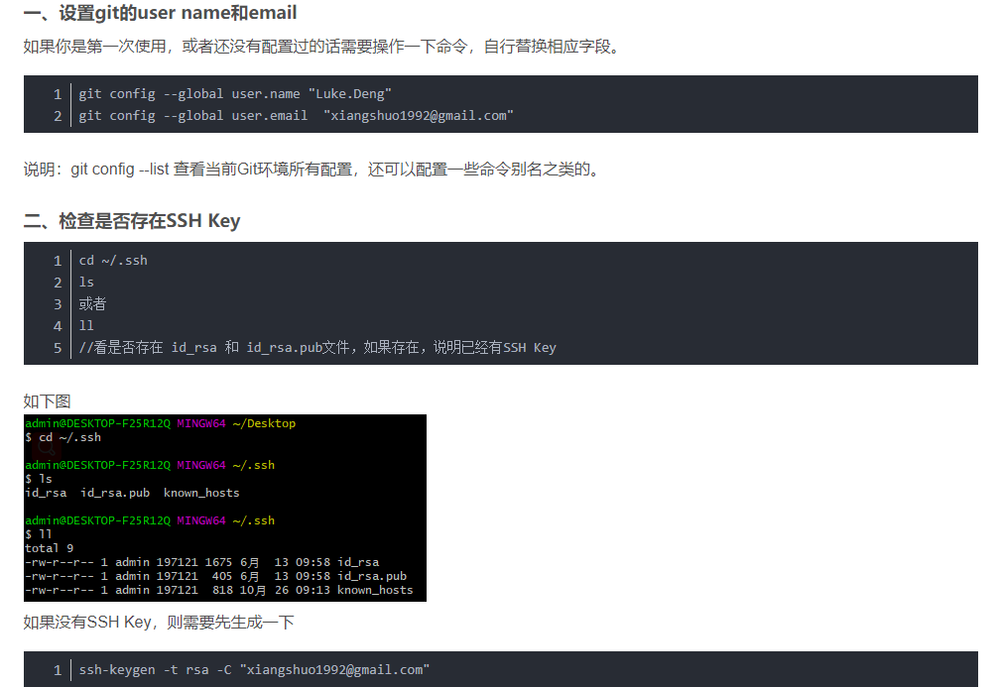 一、设置git的user name和email
如果你是第一次使用，或者还没有配置过的话需要操作一下命令，自行替换相应字段。
1 git config --global user.name "Luke.Deng"
2 git config --global user.email  "xiangshuo1992@gmail.com"
说明：git config --list 查看当前Git环境所有配置，还可以配置一些命令别名之类的。
二、检查是否存在SSH Key
1 cd ~/.ssh
2 ls
3 或者
4 ll
5 //看是否存在 id_rsa 和 id_rsa.pub文件，如果存在，说明已经有SSH Key
如下图
admin@DESKTOP-F25R12Q MINGW64 ~/Desktop
$ cd ~/.ssh
admin@DESKTOP-F25R12Q MINGW64 ~/.ssh
$ ls
id_rsa  id_rsa.pub  known_hosts
admin@DESKTOP-F25R12Q MINGW64 ~/.ssh
$ ll
total 9
-rw-r--r-- 1 admin 197121 1675 6月  13 09:58 id_rsa
-rw-r--r-- 1 admin 197121  405 6月  13 09:58 id_rsa.pub
-rw-r--r-- 1 admin 197121  818 10月 26 09:13 known_hosts
如果没有SSH Key，则需要先生成一下
1 ssh-keygen -t rsa -C "xiangshuo1992@gmail.com"